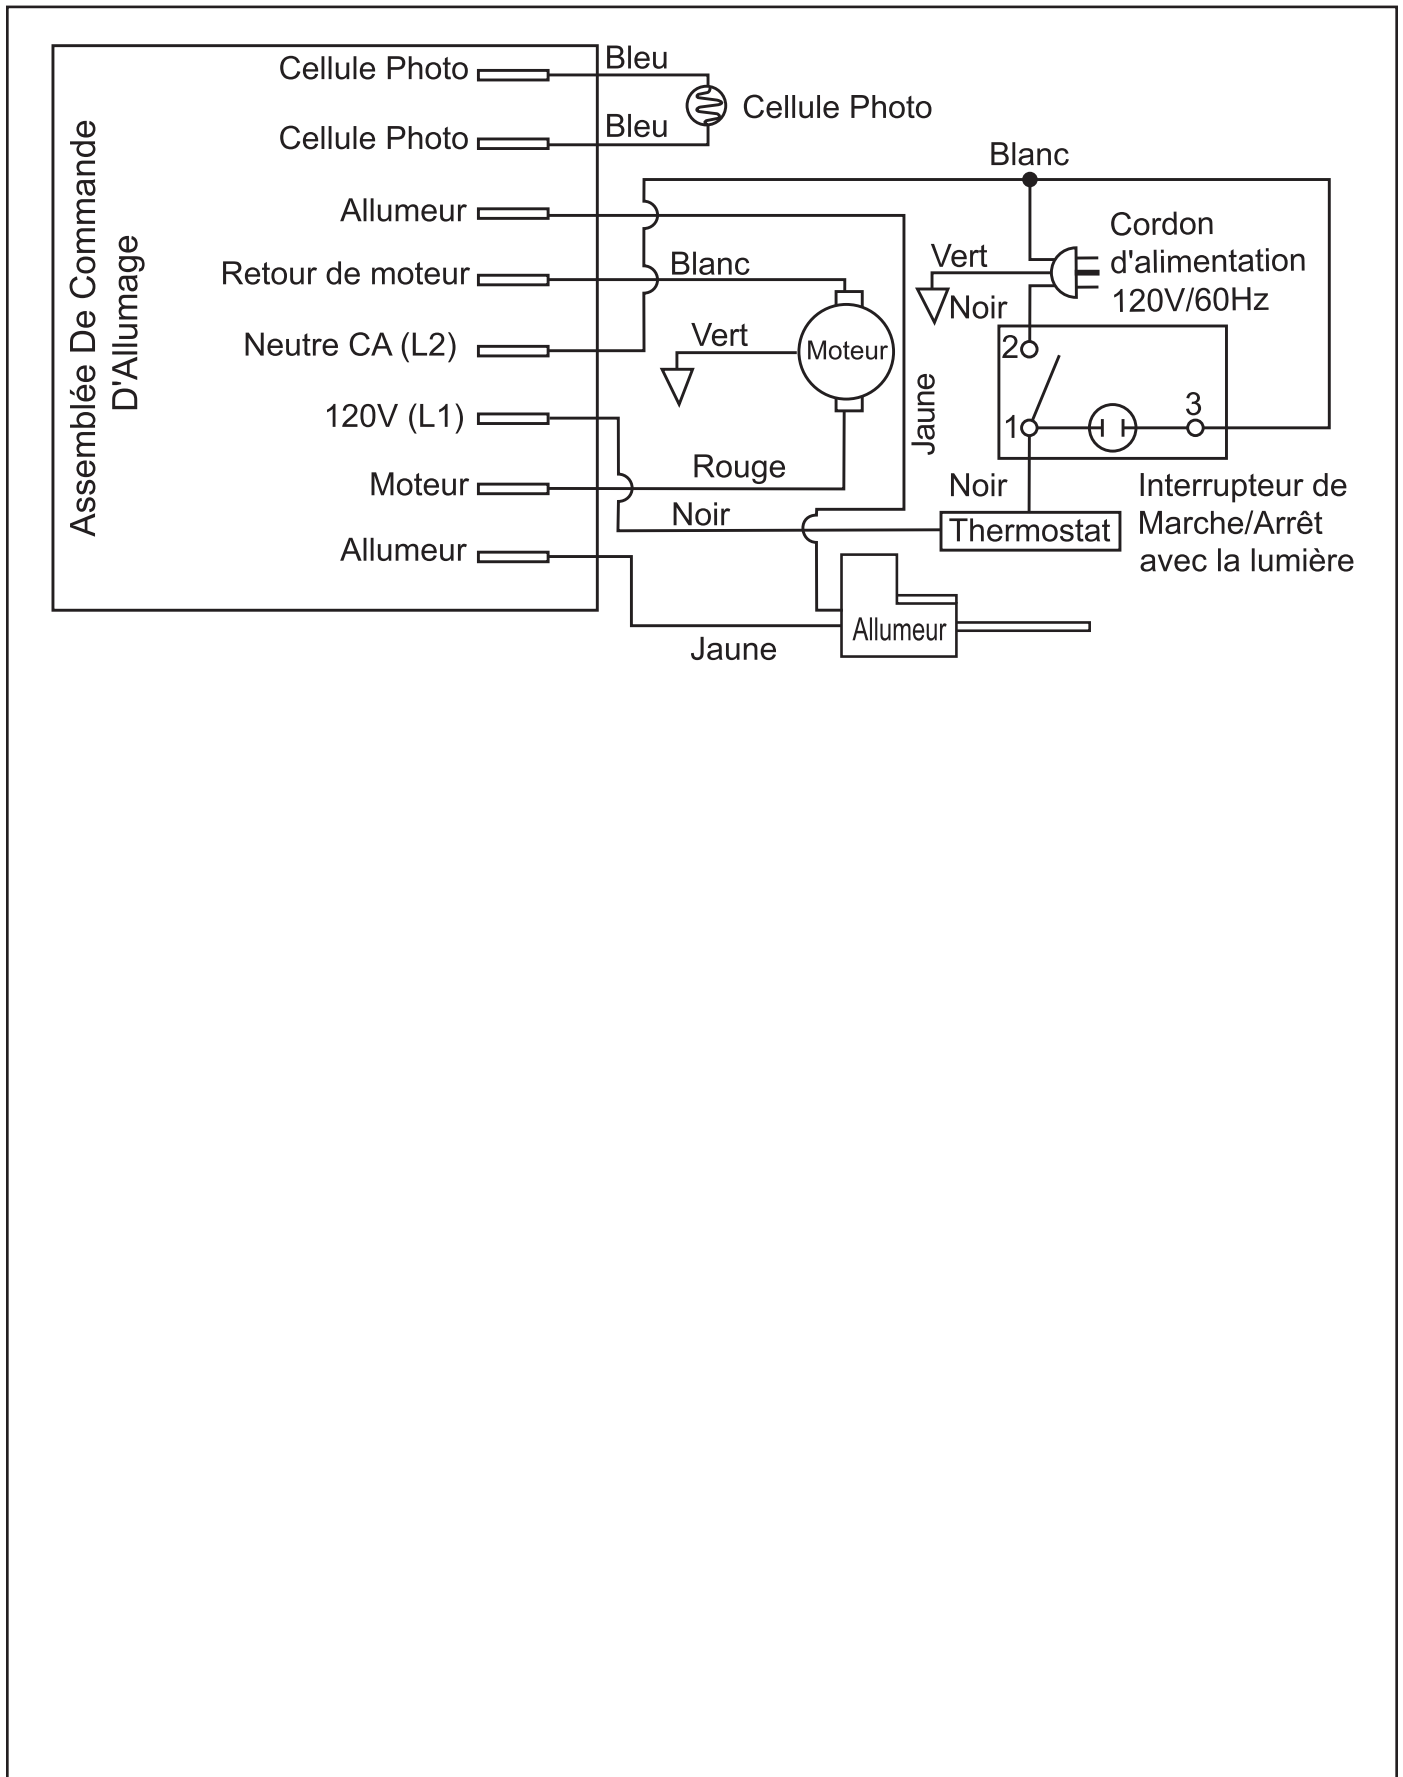 Assemblée De Commande
D'Allumage
Cellule Photo
Cellule Photo
Allumeur
Retour de moteur
Neutre CA (L2)
120V (L1)
Moteur
Allumeur
Bleu
Bleu
Cellule Photo
Blanc
Cordon
d'alimentation
120V/60Hz
Vert
Noir
Blanc
Vert
Moteur
Jaune
2
1
3
Rouge
Noir
Noir
Thermostat
Interrupteur de
Marche/Arrêt
avec la lumière
Allumeur
Jaune